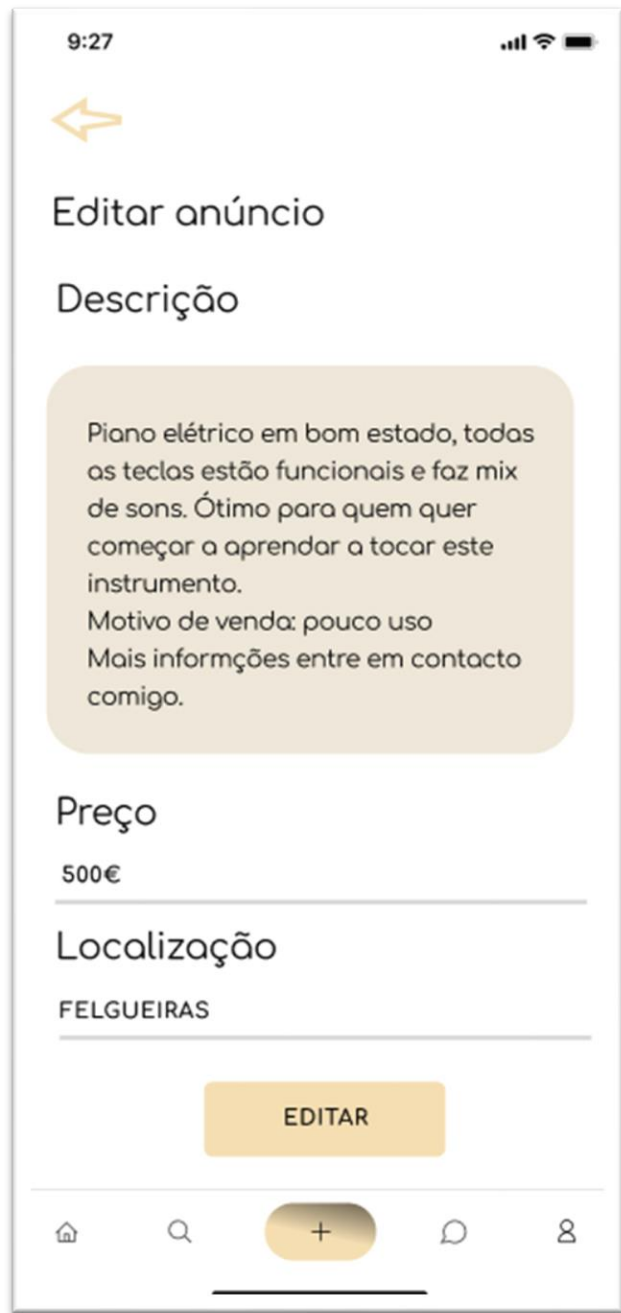 9:27
Editar anúncio
Descrição
Piano elétrico em bom estado, todas
as teclas estão funcionais e faz mix
de sons. Ótimo para quem quer
começar a aprendar a tocar este
instrumento.
Motivo de venda: pouco uso
Mais informções entre em contacto
comigo.
Preço
500€
Localização
FELGUEIRAS
EDITAR